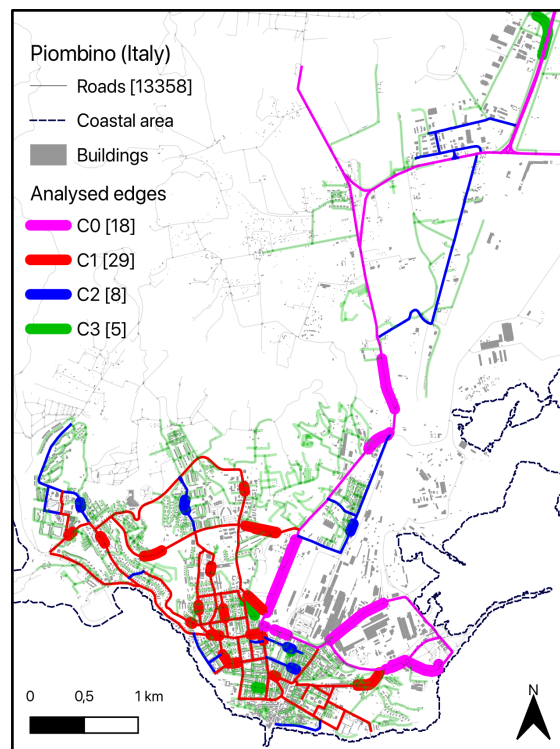 Piombino (Italy)
Roads [13358]
Coastal area
Buildings
Analysed edges
C0 [18]
C1 [29]
C2 [8]
C3 [5]
0 0,5 1 km
N